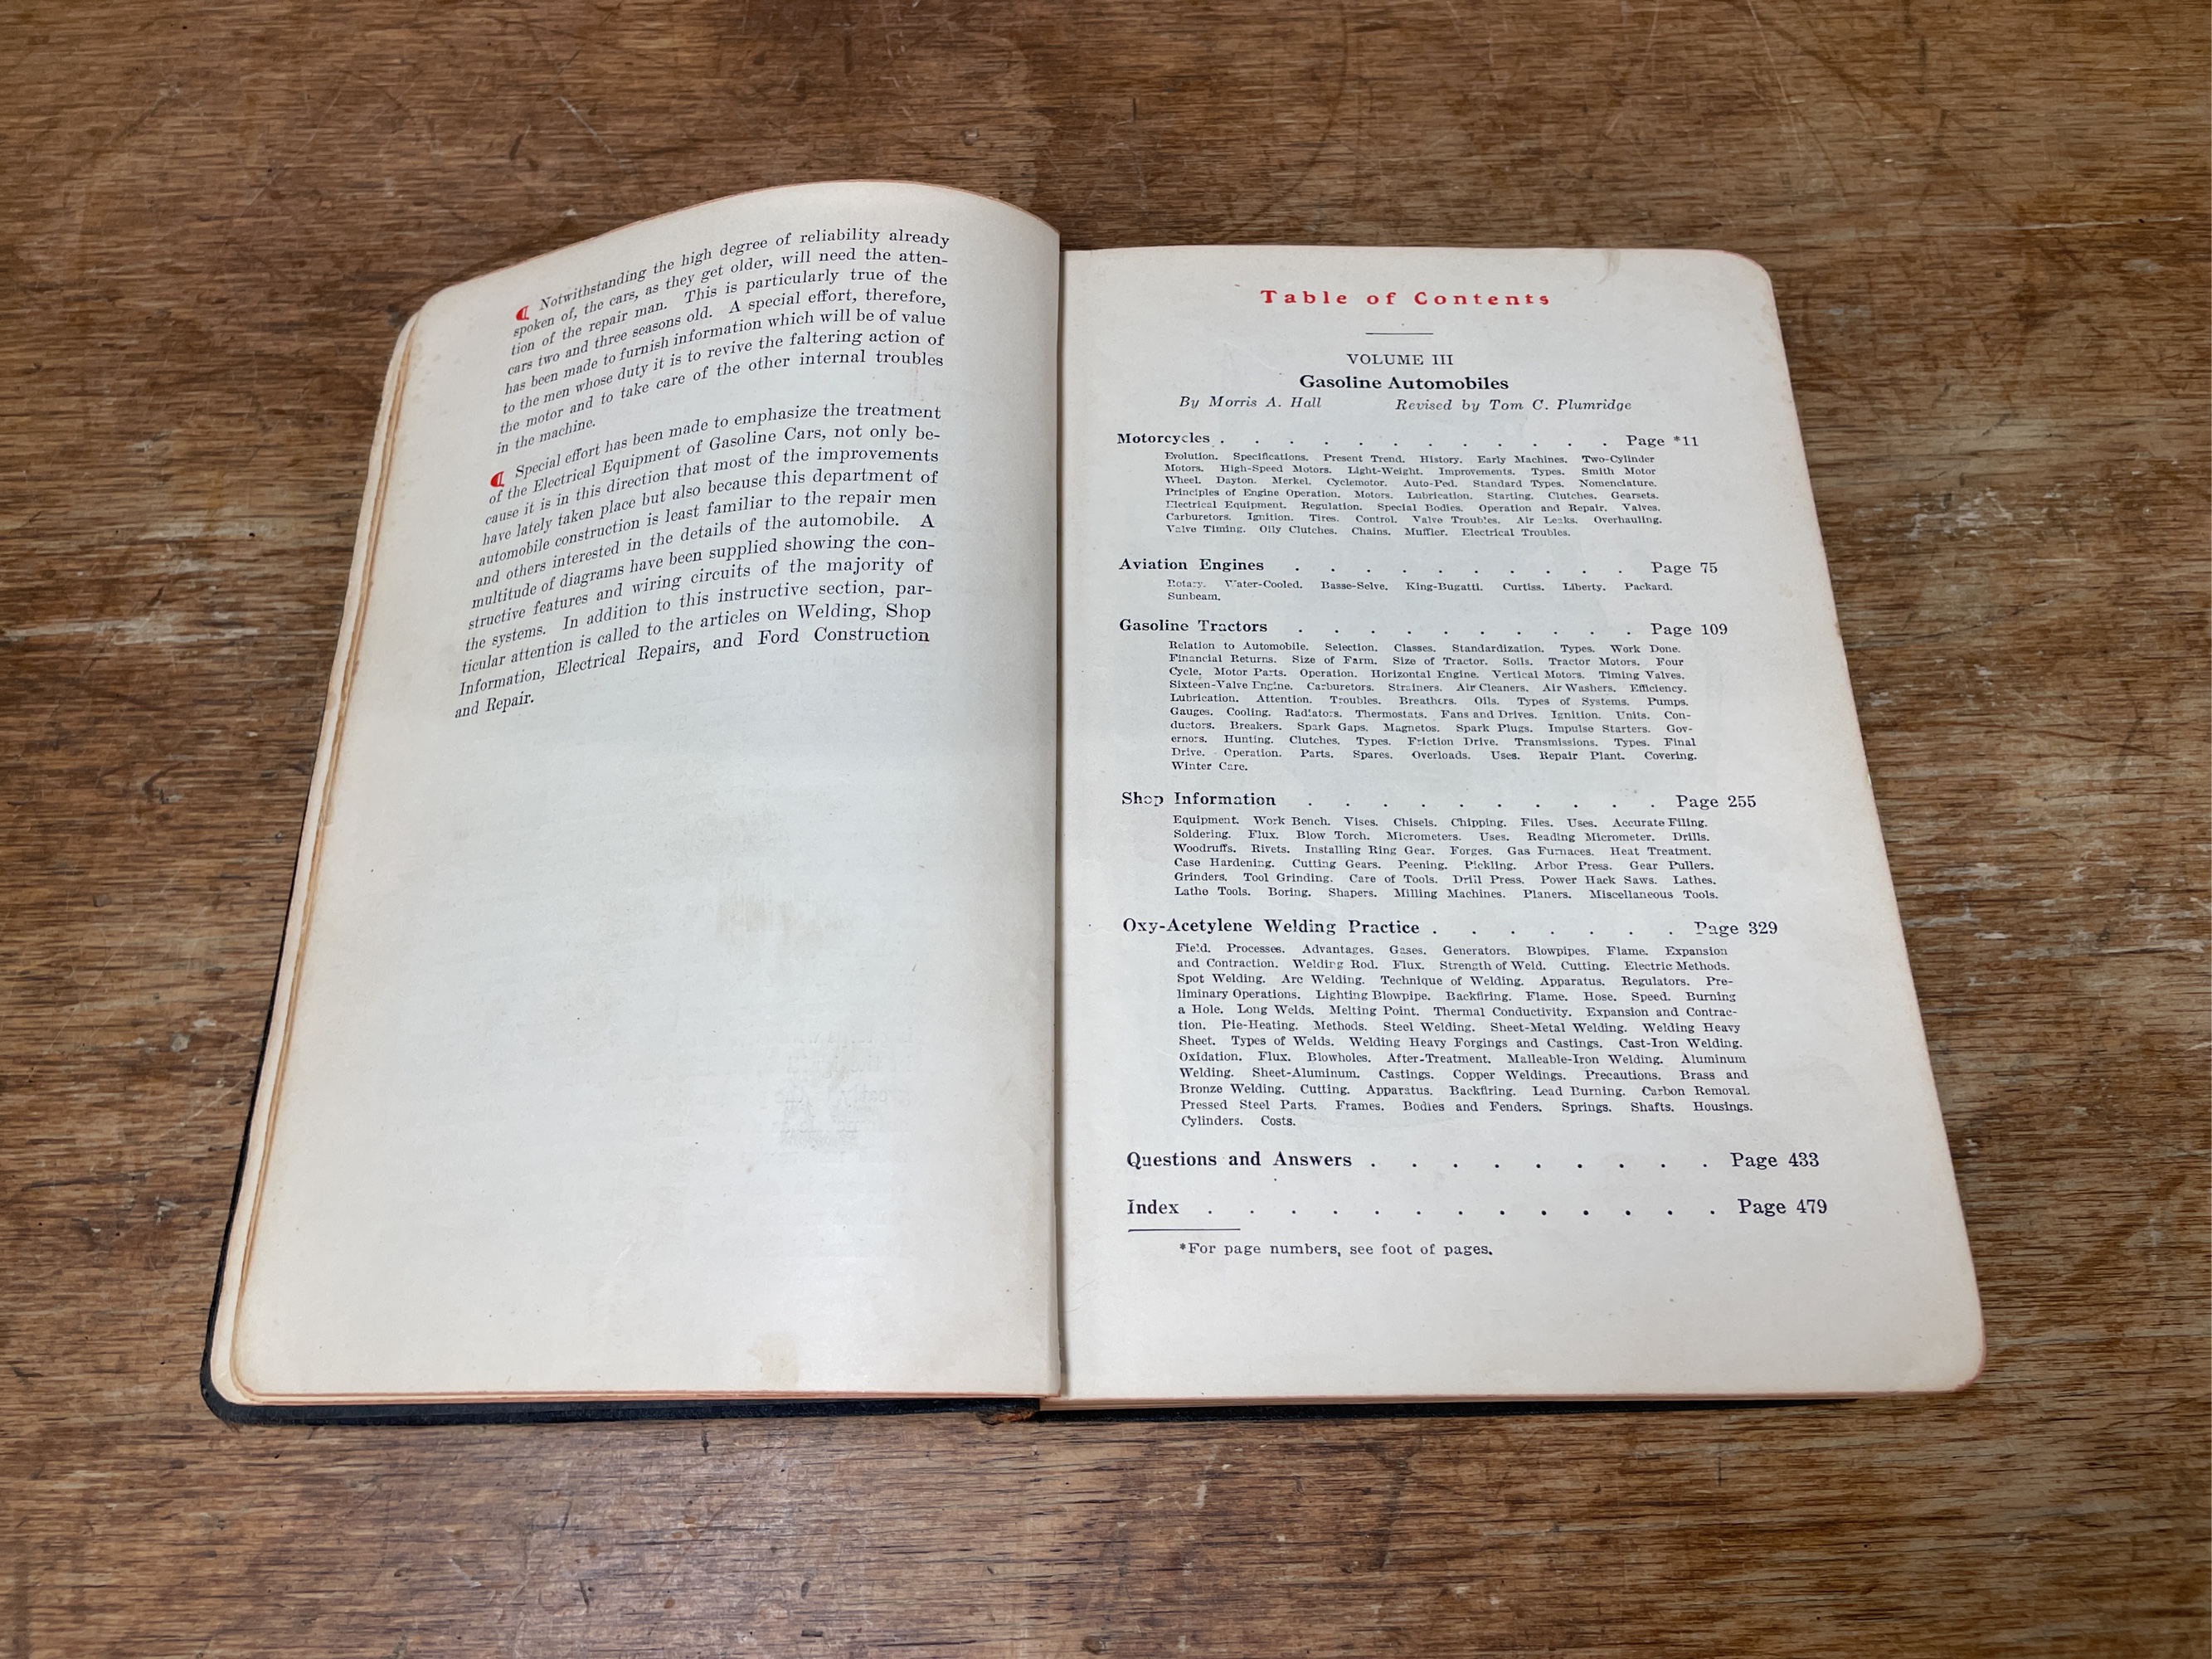 ¶ Notwithstanding the high degree of reliability already
spoken of, the cars, as they get older, will need the atten-
tion of the repair man. This is particularly true of the
cars two and three seasons old. A special effort, therefore,
has been made to furnish information which will be of value
to the men whose duty it is to revive the faltering action of
the motor and to take care of the other internal troubles
in the machine.
¶ Special effort has been made to emphasize the treatment
of the Electrical Equipment of Gasoline Cars, not only be-
cause it is in this direction that most of the improvements
have lately taken place but also because this department of
automobile construction is least familiar to the repair men
and others interested in the details of the automobile. A
multitude of diagrams have been supplied showing the con-
structive features and wiring circuits of the majority of
the systems. In addition to this instructive section, par-
ticular attention is called to the articles on Welding, Shop
Information, Electrical Repairs, and Ford Construction
and Repair.
Table of Contents
VOLUME III
Gasoline Automobiles
By Morris A. Hall Revised by Tom C. Plumridge
Motorcycles . . . . . . . . . . . Page *11
Evolution. Specifications. Present Trend. History. Early Machines. Two-Cylinder
Motors. High-Speed Motors. Light-Weight. Improvements. Types. Smith Motor
Wheel. Dayton. Merkel. Cyclemotor. Auto-Ped. Standard Types. Nomenclature.
Principles of Engine Operation. Motors. Lubrication. Starting. Clutches. Gearsets.
Electrical Equipment. Regulation. Special Bodies. Operation and Repair. Valves.
Carburetors. Ignition. Tires. Control. Valve Troubles. Air Leaks. Overhauling.
Valve Timing. Oily Clutches. Chains. Muffler. Electrical Troubles.
Aviation Engines . . . . . . . . . Page 75
Rotary. Water-Cooled. Basse-Selve. King-Bugatti. Curtiss. Liberty. Packard.
Sunbeam.
Gasoline Tractors . . . . . . . . . Page 109
Relation to Automobile. Selection. Classes. Standardization. Types. Work Done.
Financial Returns. Size of Farm. Size of Tractor. Soils. Tractor Motors. Four
Cycle. Motor Parts. Operation. Horizontal Engine. Vertical Motors. Timing Valves.
Sixteen-Valve Engine. Carburetors. Strainers. Air Cleaners. Air Washers. Efficiency.
Lubrication. Attention. Troubles. Breathers. Oils. Types of Systems. Pumps.
Gauges. Cooling. Radiators. Thermostats. Fans and Drives. Ignition. Units. Con-
ductors. Breakers. Spark Gaps. Magnetos. Spark Plugs. Impulse Starters. Gov-
ernors. Hunting. Clutches. Types. Friction Drive. Transmissions. Types. Final
Drive. Operation. Parts. Spares. Overloads. Uses. Repair Plant. Covering.
Winter Care.
Shop Information . . . . . . . . . . Page 255
Equipment. Work Bench. Vises. Chisels. Chipping. Files. Uses. Accurate Filing.
Soldering. Flux. Blow Torch. Micrometers. Uses. Reading Micrometer. Drills.
Woodruffs. Rivets. Installing Ring Gear. Forges. Gas Furnaces. Heat Treatment.
Case Hardening. Cutting Gears. Peening. Pickling. Arbor Press. Gear Pullers.
Grinders. Tool Grinding. Care of Tools. Drill Press. Power Hack Saws. Lathes.
Lathe Tools. Boring. Shapers. Milling Machines. Planers. Miscellaneous Tools.
Oxy-Acetylene Welding Practice . . . . . . . Page 329
Field. Processes. Advantages. Gases. Generators. Blowpipes. Flame. Expansion
and Contraction. Welding Rod. Flux. Strength of Weld. Cutting. Electric Methods.
Spot Welding. Arc Welding. Technique of Welding. Apparatus. Regulators. Pre-
liminary Operations. Lighting Blowpipe. Backfiring. Flame. Hose. Speed. Burning
a Hole. Long Welds. Melting Point. Thermal Conductivity. Expansion and Contrac-
tion. Pie-Heating. Methods. Steel Welding. Sheet-Metal Welding. Welding Heavy
Sheet. Types of Welds. Welding Heavy Forgings and Castings. Cast-Iron Welding.
Oxidation. Flux. Blowholes. After-Treatment. Malleable-Iron Welding. Aluminum
Welding. Sheet-Aluminum. Castings. Copper Weldings. Precautions. Brass and
Bronze Welding. Cutting. Apparatus. Backfiring. Lead Burning. Carbon Removal.
Pressed Steel Parts. Frames. Bodies and Fenders. Springs. Shafts. Housings.
Cylinders. Costs.
Questions and Answers . . . . . . . . . Page 433
Index . . . . . . . . . . . . . Page 479
*For page numbers, see foot of pages.